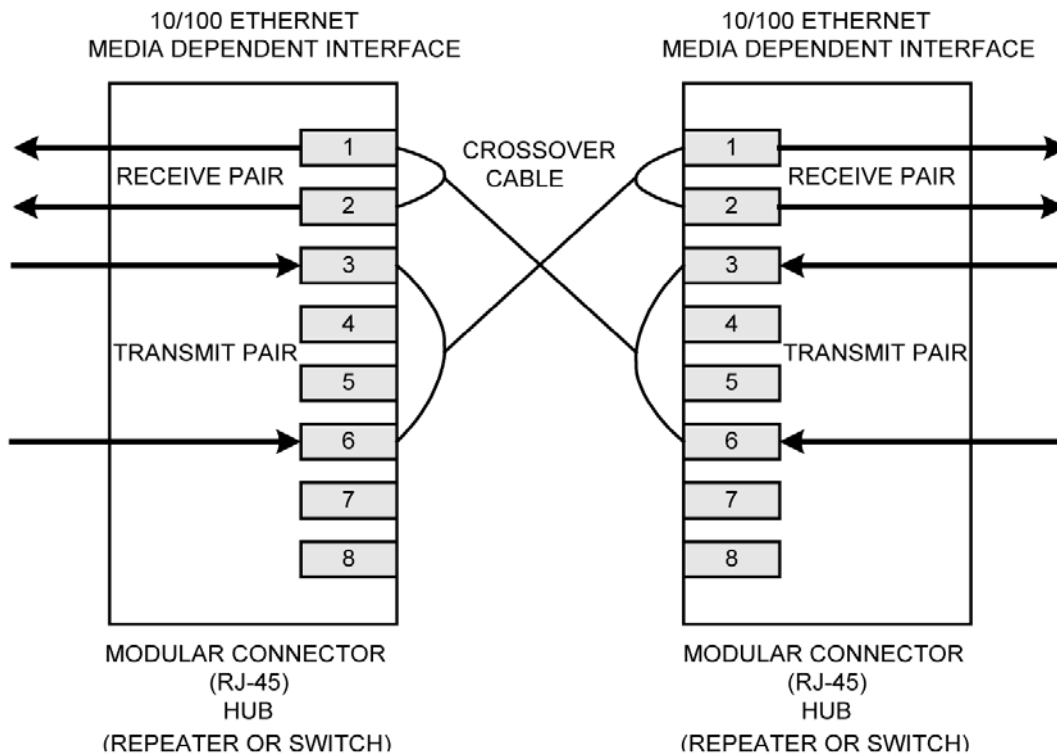 10/100 ETHERNET
MEDIA DEPENDENT INTERFACE
10/100 ETHERNET
MEDIA DEPENDENT INTERFACE
1
2
3
4
5
6
7
8
RECEIVE PAIR
TRANSMIT PAIR
CROSSOVER
CABLE
1
2
3
4
5
6
7
8
RECEIVE PAIR
TRANSMIT PAIR
MODULAR CONNECTOR
(RJ-45)
HUB
(REPEATER OR SWITCH)
MODULAR CONNECTOR
(RJ-45)
HUB
(REPEATER OR SWITCH)